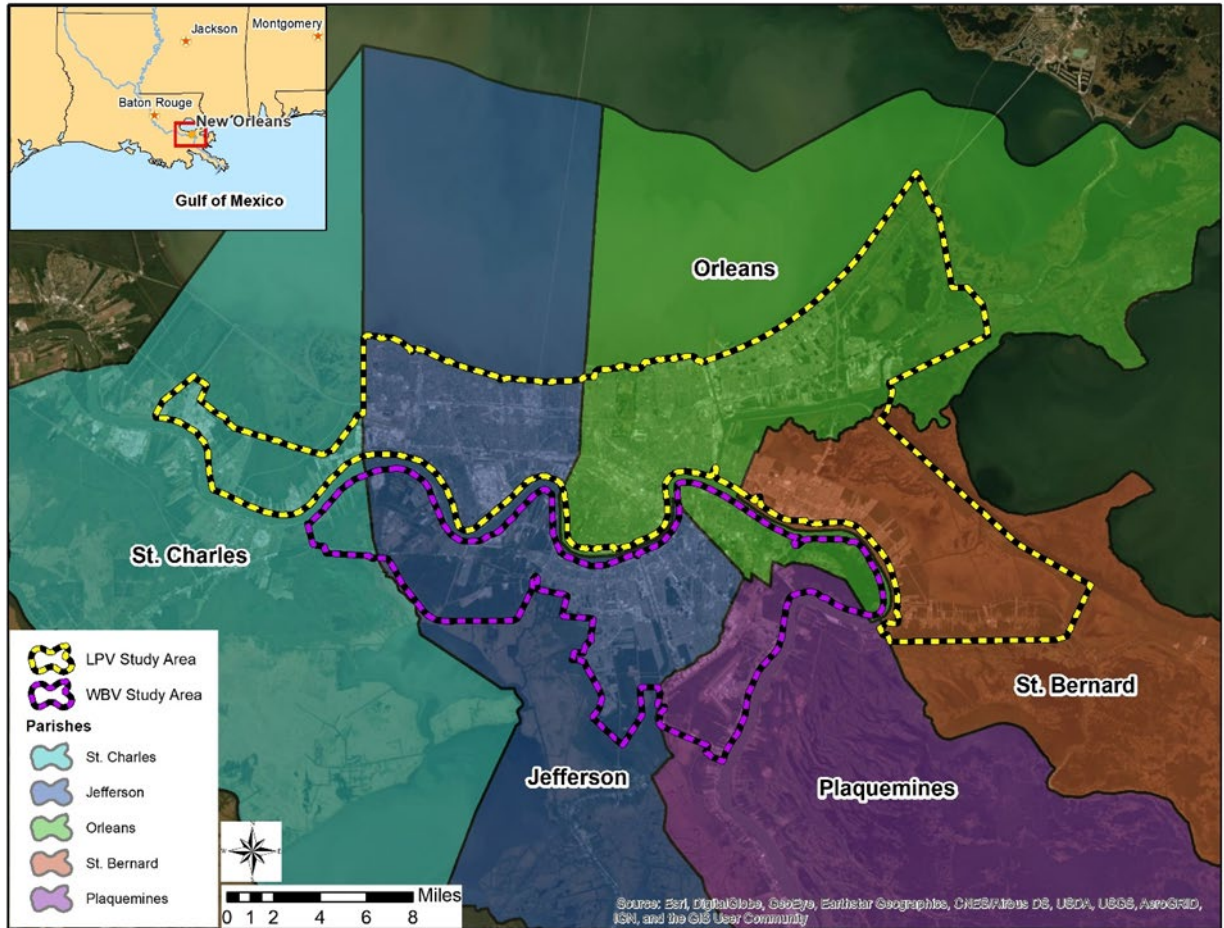 Jackson
Montgomery
Baton Rouge
New Orleans
Gulf of Mexico
Orleans
St. Charles
St. Bernard
Jefferson
Plaquemines
LPV Study Area
WBV Study Area
Parishes
St. Charles
Jefferson
Orleans
St. Bernard
Plaquemines
N
W
E
S
Miles
0 1 2 4 6 8
Source: Esri, DigitalGlobe, GeoEye, Earthstar Geographics, CNES/Airbus DS, USDA, USGS, AeroGRID,
IGN, and the GIS User Community